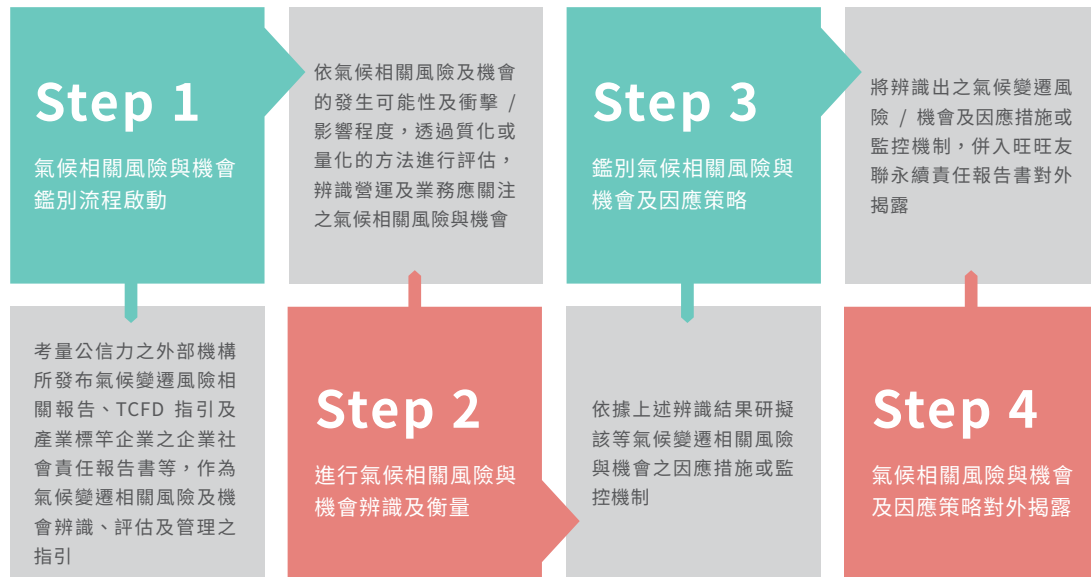 Step 1
氣候相關風險與機會
鑑別流程啟動
考量公信力之外部機構
所發布氣候變遷風險相
關報告、TCFD 指引及
產業標竿企業之企業社
會責任報告書等，作為
氣候變遷相關風險及機
會辨識、評估及管理之
指引
Step 2
進行氣候相關風險與
機會辨識及衡量
依氣候相關風險及機會
的發生可能性及衝擊 /
影響程度，透過質化或
量化的方法進行評估，
辨識營運及業務應關注
之氣候相關風險與機會
Step 3
鑑別氣候相關風險與
機會及因應策略
依據上述辨識結果研擬
該等氣候變遷相關風險
與機會之因應措施或監
控機制
Step 4
氣候相關風險與機會
及因應策略對外揭露
將辨識出之氣候變遷風
險 / 機會及因應措施或
監控機制，併入旺旺友
聯永續責任報告書對外
揭露